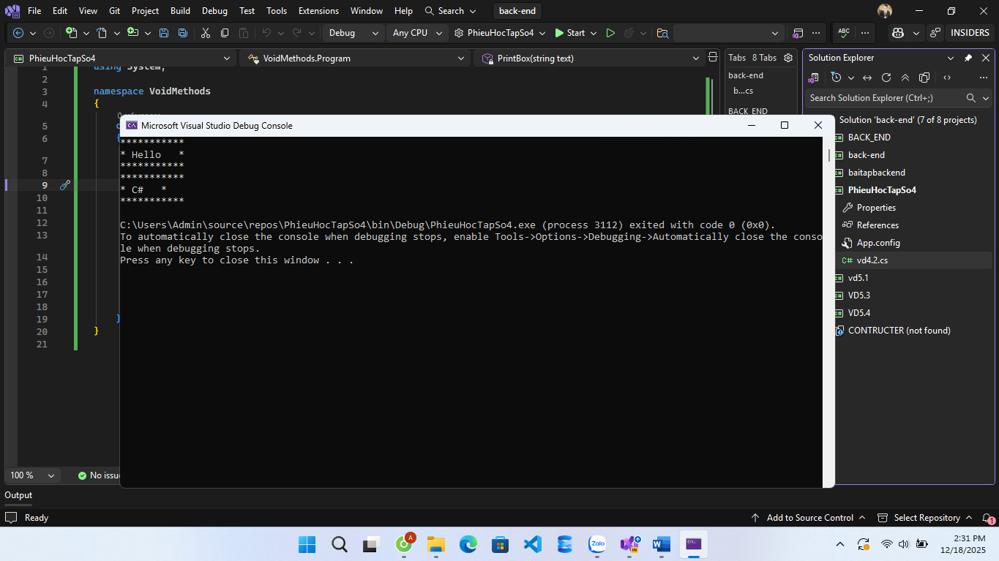 File Edit View Git Project Build Debug Test Tools Extensions Window Help Search back-end
Debug Any CPU PhieuHocTapSo4 Start ABC INSIDERS
PhieuHocTapSo4 VoidMethods.Program PrintBox(string text)
Tabs 8 Tabs
back-end
b...cs
BACK_END
1 using System;
2
3 namespace VoidMethods
4 {
5
6 {
7
8
9
10
11
12
13
14
15
16
17
18
19 }
20 }
21
100 % No issu
Microsoft Visual Studio Debug Console
***********
* Hello   *
***********
***********
* C#   *
***********
C:\Users\Admin\source\repos\PhieuHocTapSo4\bin\Debug\PhieuHocTapSo4.exe (process 3112) exited with code 0 (0x0).
To automatically close the console when debugging stops, enable Tools->Options->Debugging->Automatically close the conso
le when debugging stops.
Press any key to close this window . . .
Solution Explorer
Search Solution Explorer (Ctrl+;)
Solution 'back-end' (7 of 8 projects)
C# BACK_END
C# back-end
C# baitapbackend
C# PhieuHocTapSo4
Properties
References
App.config
C# vd4.2.cs
C# vd5.1
C# VD5.3
C# VD5.4
CONTRUCTER (not found)
Output
Ready Add to Source Control Select Repository 1
A Zalo IN W 2:31 PM
12/18/2025